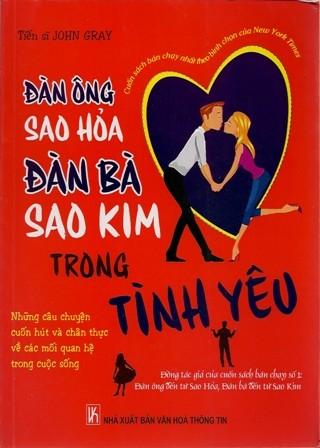 Tiến sĩ JOHN GRAY
Cuốn sách bán chạy nhất theo bình chọn của New York Times
ĐÀN ÔNG
SAO HỎA
ĐÀN BÀ
SAO KIM
TRONG
TÌNH YÊU
Những câu chuyện
cuốn hút và chân thực
về các mối quan hệ
trong cuộc sống
Đồng tác giả của cuốn sách bán chạy số 1:
Đàn ông đến từ Sao Hỏa, Đàn bà đến từ Sao Kim
NHÀ XUẤT BẢN VĂN HOÁ THÔNG TIN